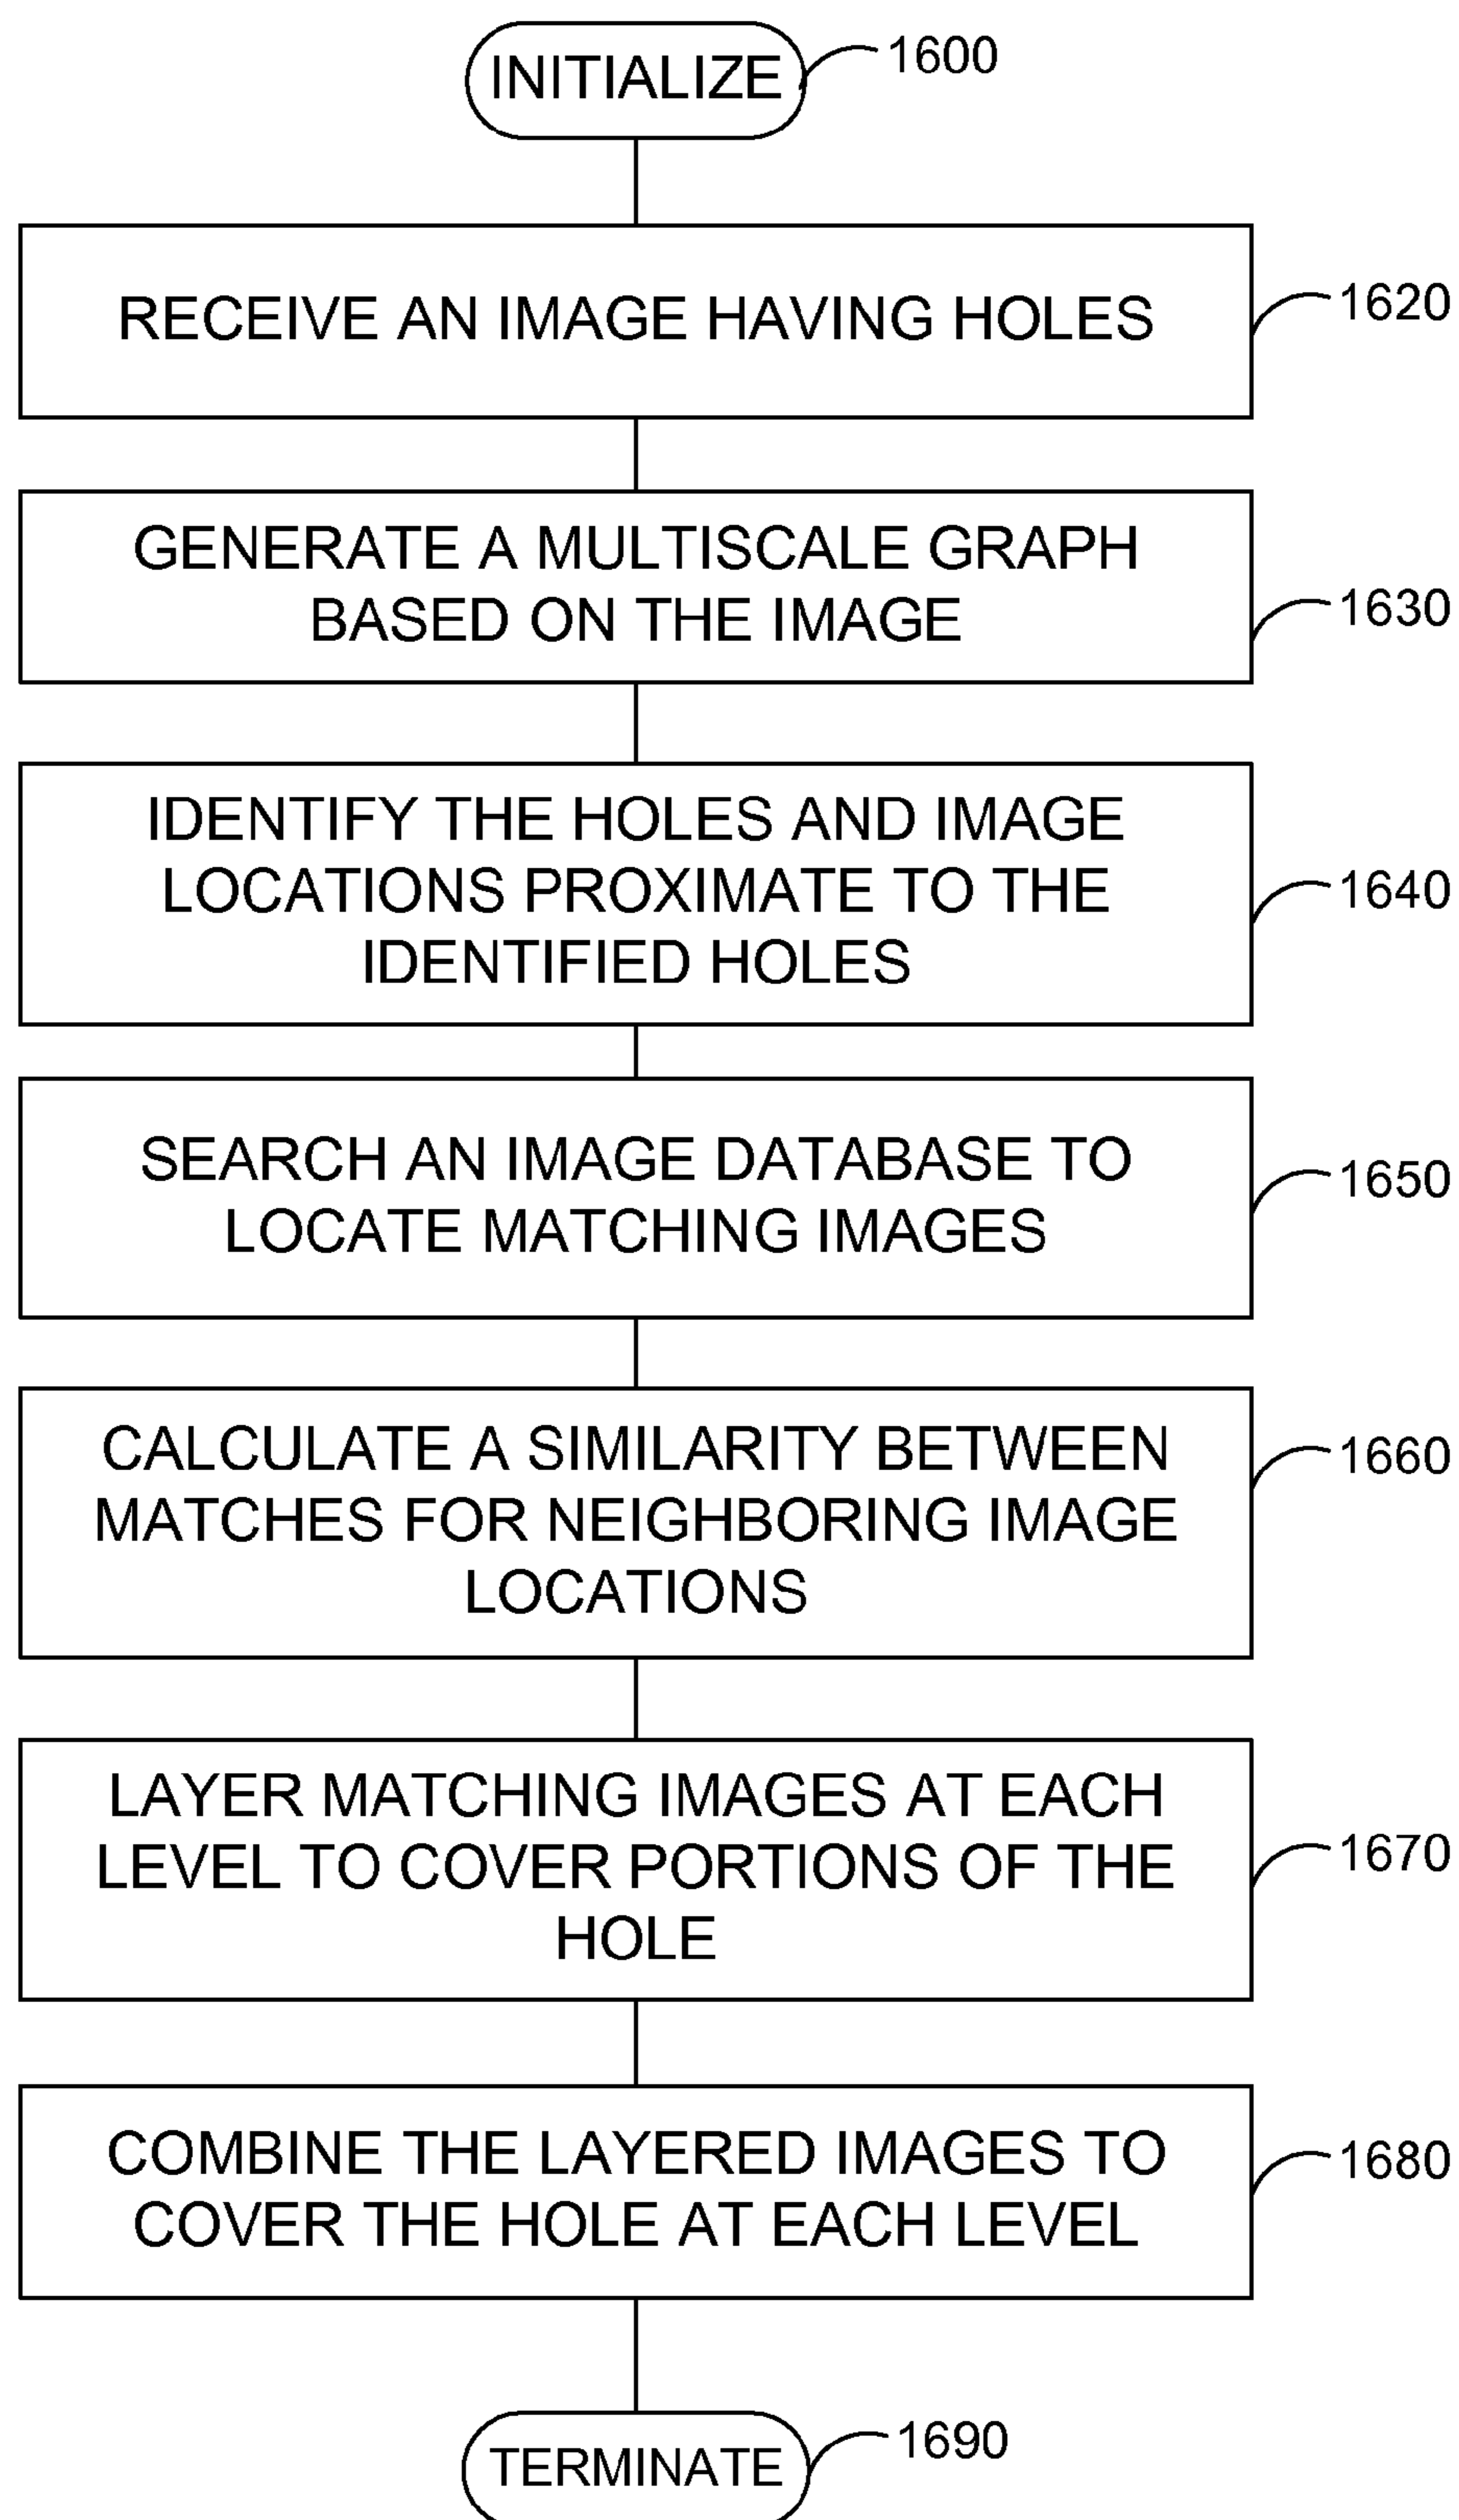 INITIALIZE
1600
RECEIVE AN IMAGE HAVING HOLES
1620
GENERATE A MULTISCALE GRAPH
BASED ON THE IMAGE
1630
IDENTIFY THE HOLES AND IMAGE
LOCATIONS PROXIMATE TO THE
IDENTIFIED HOLES
1640
SEARCH AN IMAGE DATABASE TO
LOCATE MATCHING IMAGES
1650
CALCULATE A SIMILARITY BETWEEN
MATCHES FOR NEIGHBORING IMAGE
LOCATIONS
1660
LAYER MATCHING IMAGES AT EACH
LEVEL TO COVER PORTIONS OF THE
HOLE
1670
COMBINE THE LAYERED IMAGES TO
COVER THE HOLE AT EACH LEVEL
1680
TERMINATE
1690